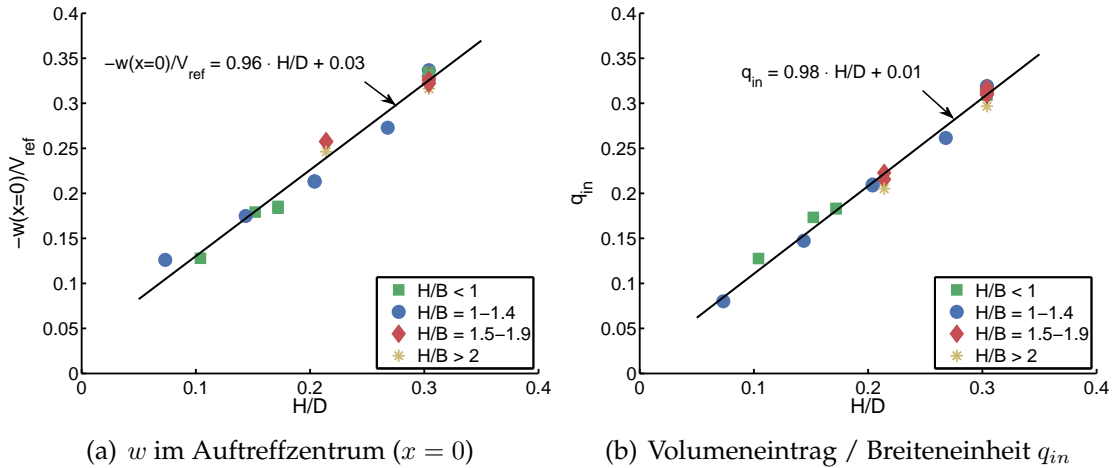 0.4
0.35
0.3
0.25
0.2
0.15
0.1
0.05
0
−w(x=0)/V_ref
−w(x=0)/V_ref = 0.96 · H/D + 0.03
H/B < 1
H/B = 1−1.4
H/B = 1.5−1.9
H/B > 2
0 0.1 0.2 0.3 0.4
H/D
(a) w im Auftreffzentrum (x = 0)
0.4
0.35
0.3
0.25
0.2
0.15
0.1
0.05
0
q_in
q_in = 0.98 · H/D + 0.01
H/B < 1
H/B = 1−1.4
H/B = 1.5−1.9
H/B > 2
0 0.1 0.2 0.3 0.4
H/D
(b) Volumeneintrag / Breiteneinheit q_in